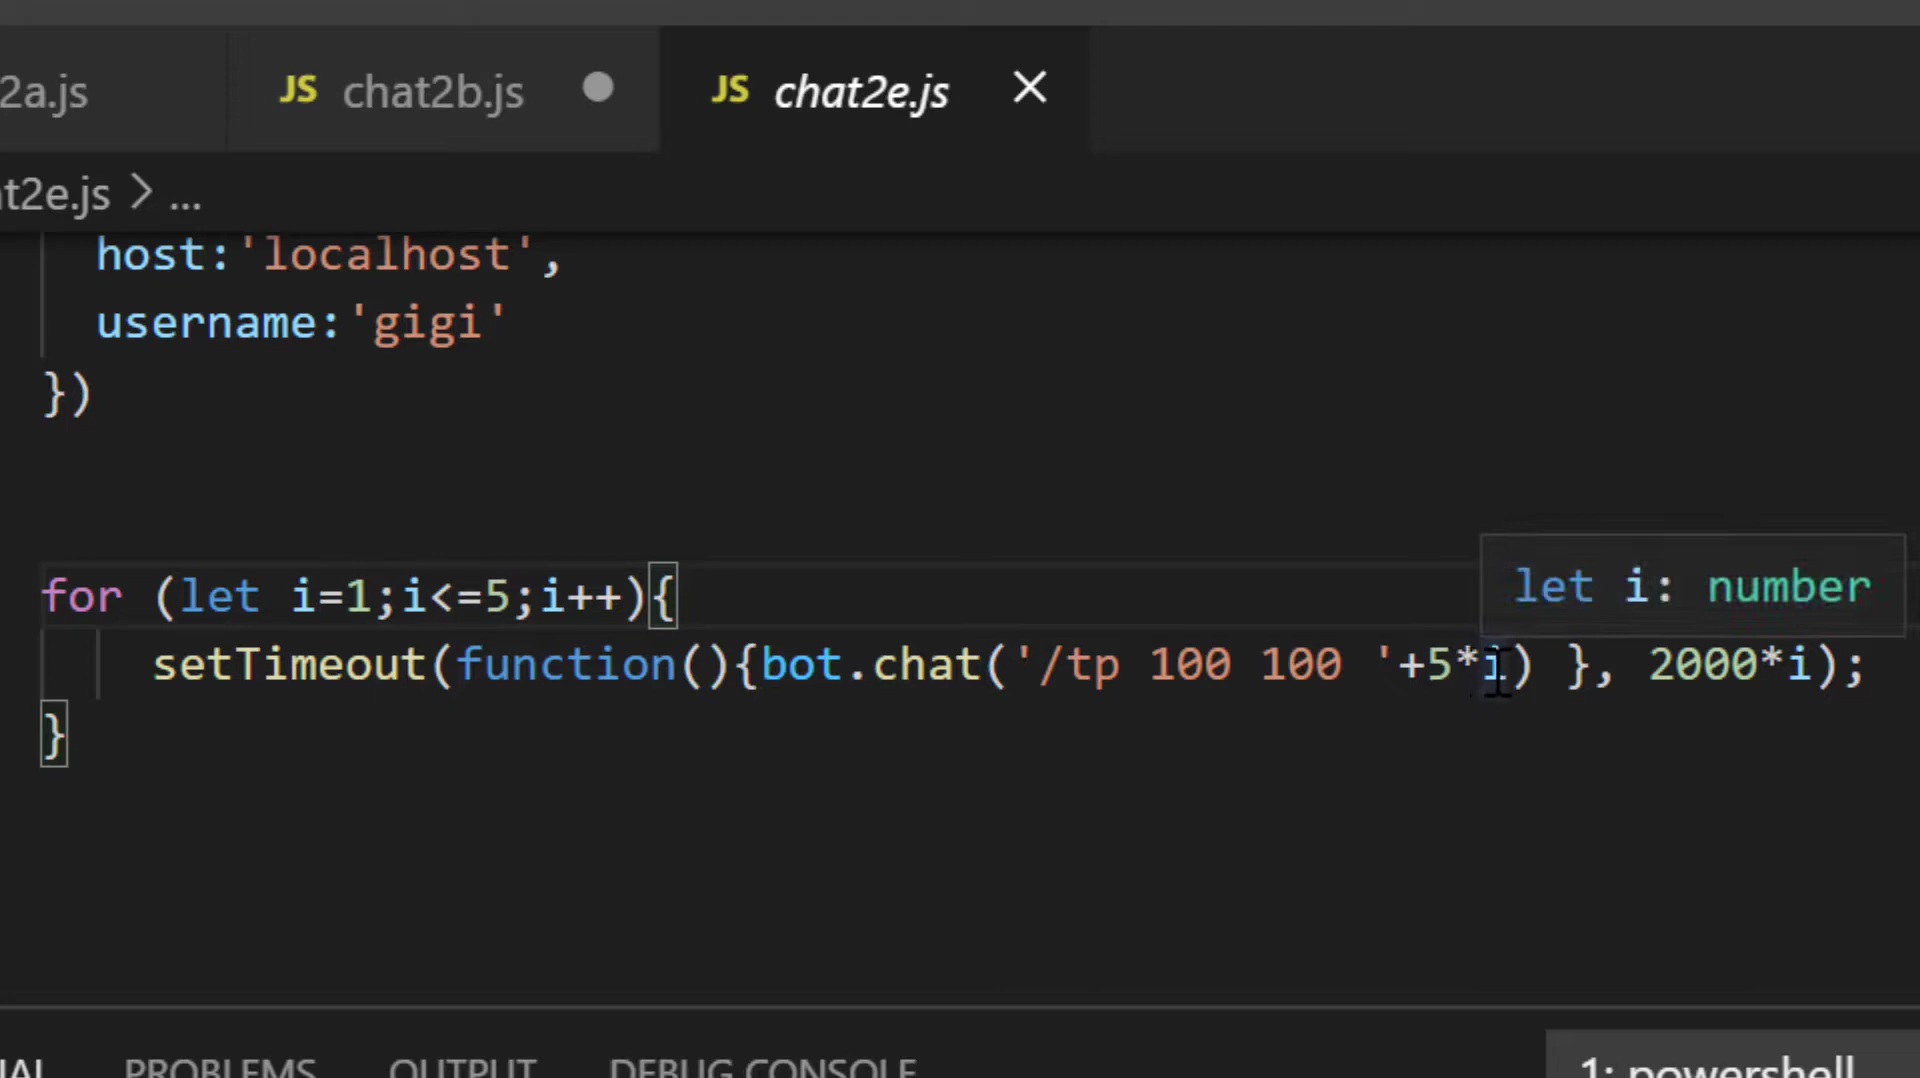 2a.js JS chat2b.js JS chat2e.js
t2e.js > ...
host:'localhost',
username:'gigi'
})
let i: number
for (let i=1;i<=5;i++){
setTimeout(function(){bot.chat('/tp 100 100 '+5*i) }, 2000*i);
}
PROBLEMS OUTPUT DEBUG CONSOLE 1: powershell